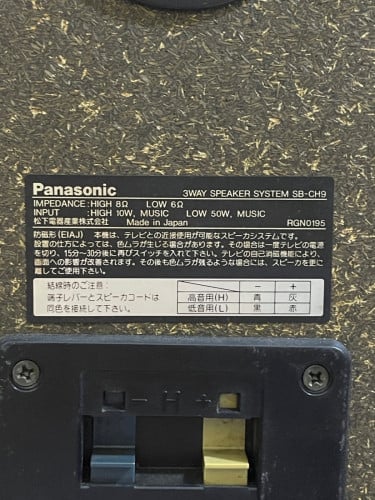 Panasonic 3WAY SPEAKER SYSTEM SB-CH9
IMPEDANCE:HIGH 8Ω LOW 6Ω
INPUT :HIGH 10W, MUSIC LOW 50W, MUSIC
松下電器産業株式会社 Made in Japan RGN0195
防磁形(EIAJ) 本機は、テレビとの近接使用が可能なスピーカシステムです。
設置の仕方によっては、色ムラが生じる場合があります。その場合は一度テレビの電源
を切り、15分〜30分後に再びスイッチを入れて下さい。テレビの自己消磁機能により、
画面への影響が改善されます。その後も色ムラが残るような場合には、スピーカを更に
離してご使用下さい。
結線時のご注意:
端子レバーとスピーカコードは
同色を接続して下さい。
− +
高音用(H) 青 灰
低音用(L) 黒 赤
− H +